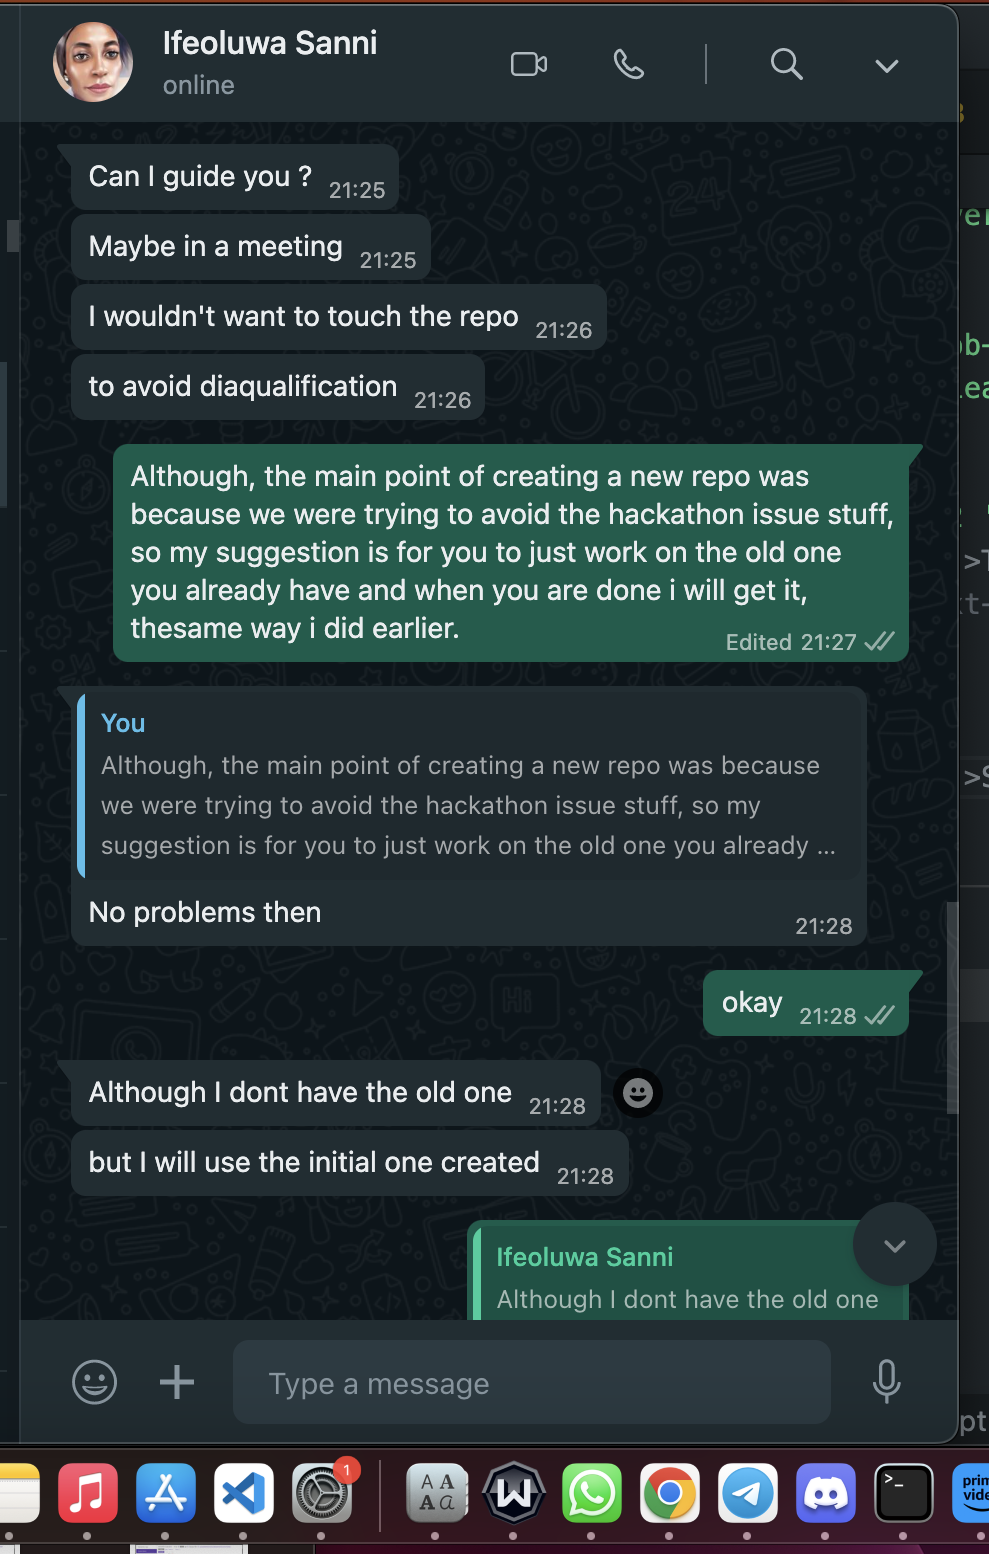 Ifeoluwa Sanni
online
Can I guide you ?
21:25
Maybe in a meeting
21:25
I wouldn't want to touch the repo
21:26
to avoid diaqualification
21:26
Although, the main point of creating a new repo was
because we were trying to avoid the hackathon issue stuff,
so my suggestion is for you to just work on the old one
you already have and when you are done i will get it,
thesame way i did earlier.
Edited 21:27
You
Although, the main point of creating a new repo was because
we were trying to avoid the hackathon issue stuff, so my
suggestion is for you to just work on the old one you already ...
No problems then
21:28
okay
21:28
Although I dont have the old one
21:28
but I will use the initial one created
21:28
Ifeoluwa Sanni
Although I dont have the old one
Type a message
1
A A
A a
W
>_
prim
vide